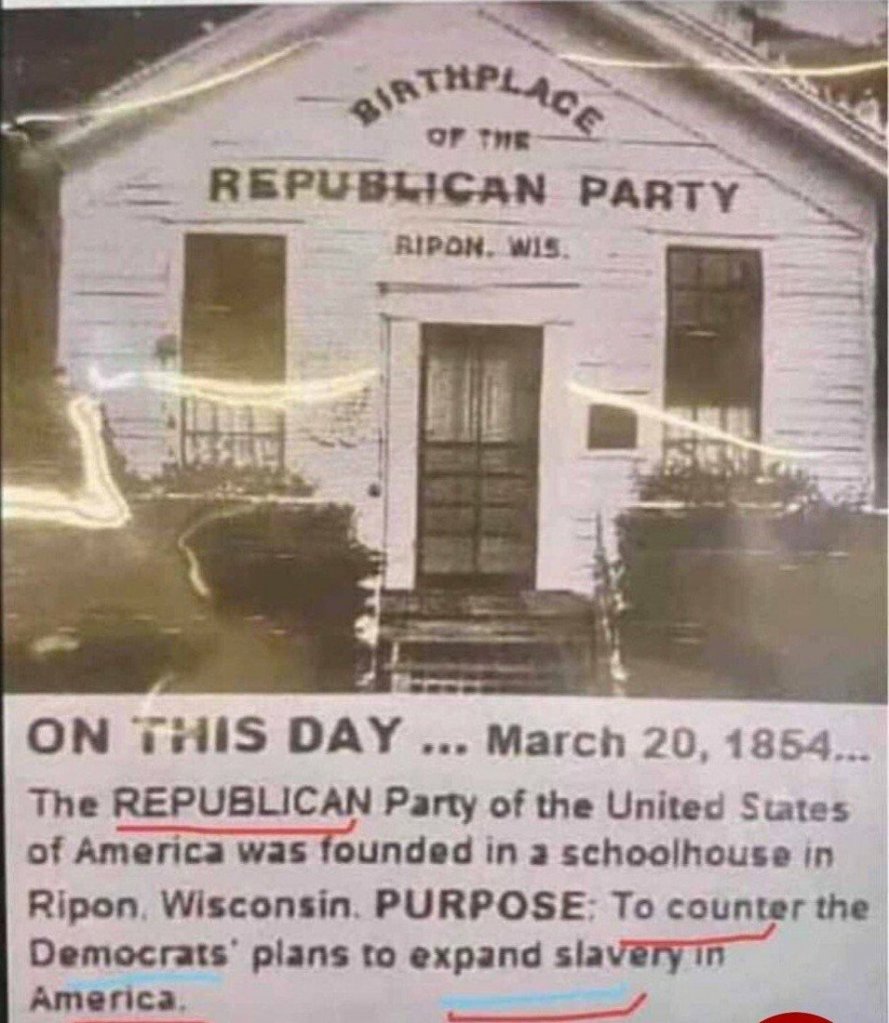 BIRTHPLACE
OF THE
REPUBLICAN PARTY
RIPON. WIS.
ON THIS DAY ... March 20, 1854...
The REPUBLICAN Party of the United States
of America was founded in a schoolhouse in
Ripon, Wisconsin. PURPOSE: To counter the
Democrats' plans to expand slavery in
America.